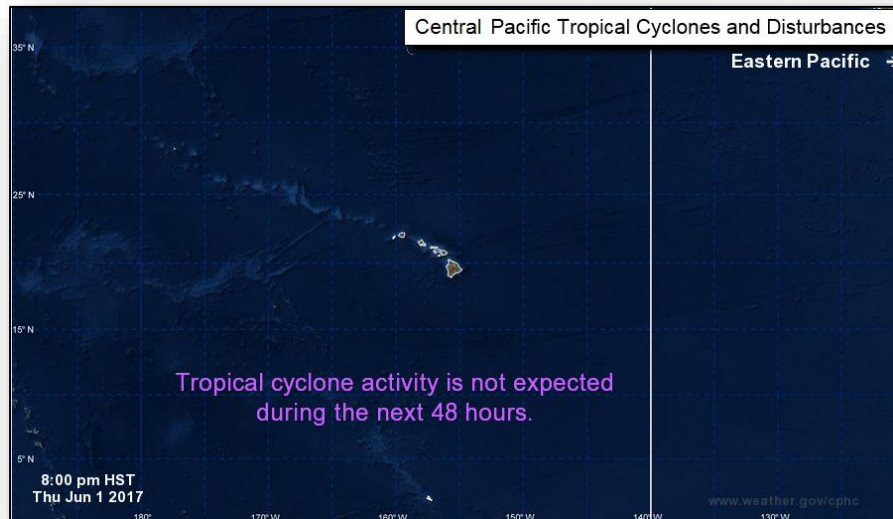 Central Pacific Tropical Cyclones and Disturbances
35° N
Eastern Pacific →
25° N
15° N
Tropical cyclone activity is not expected
during the next 48 hours.
5° N
8:00 pm HST
Thu Jun 1 2017
www.weather.gov/cphc
180° 170° W 160° W 150° W 140° W 130° W